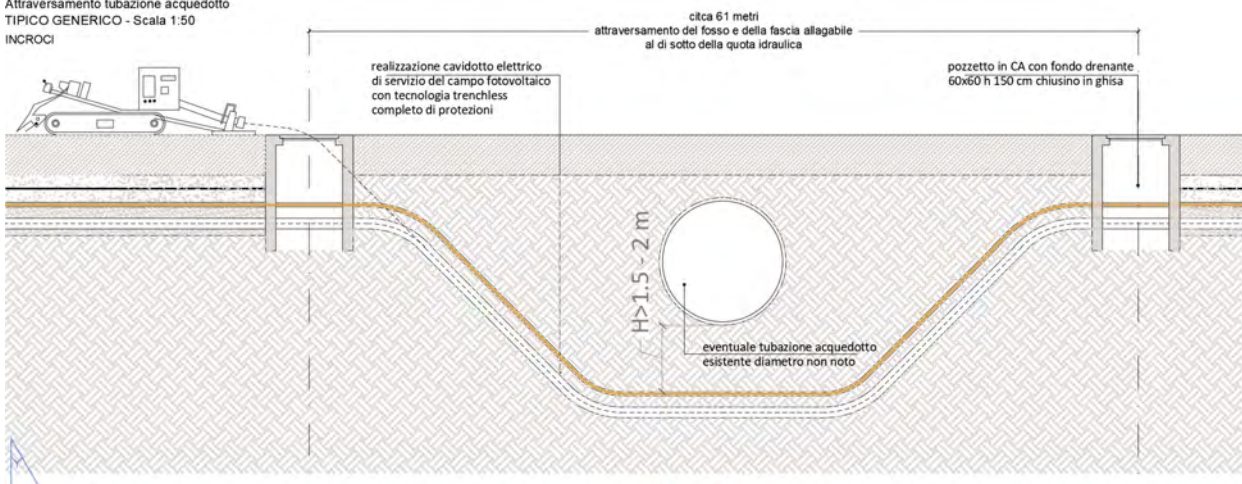 Attraversamento tubazione acquedotto
TIPICO GENERICO - Scala 1:50
INCROCI
citca 61 metri
attraversamento del fosso e della fascia allagabile
al di sotto della quota idraulica
realizzazione cavidotto elettrico
di servizio del campo fotovoltaico
con tecnologia trenchless
completo di protezioni
pozzetto in CA con fondo drenante
60x60 h 150 cm chiusino in ghisa
H>1.5 - 2 m
eventuale tubazione acquedotto
esistente diametro non noto